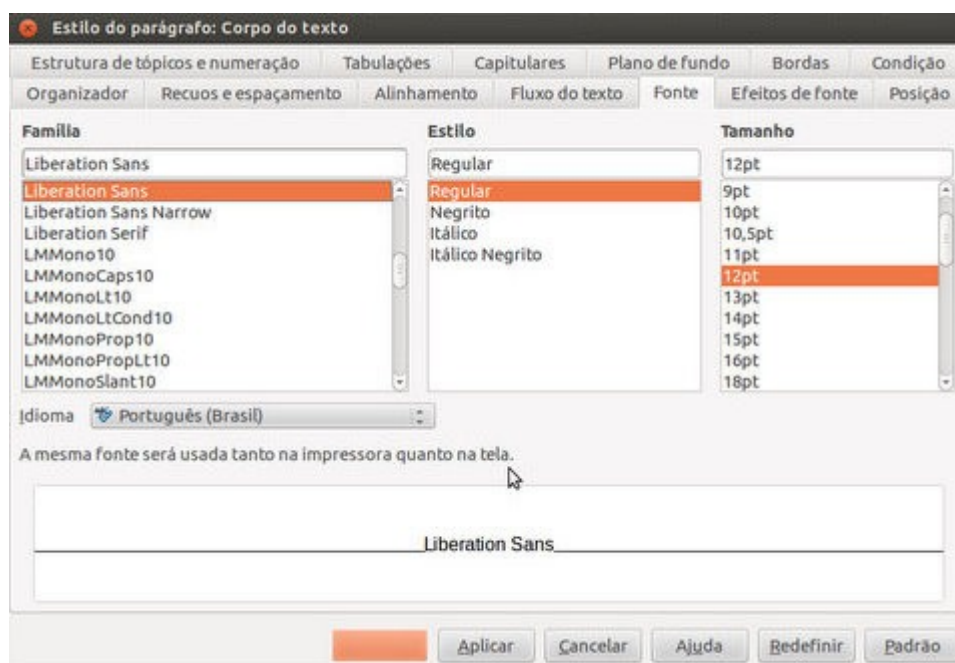 Estilo do parágrafo: Corpo do texto
Estrutura de tópicos e numeração Tabulações Capitulares Plano de fundo Bordas Condição
Organizador Recuos e espaçamento Alinhamento Fluxo do texto Fonte Efeitos de fonte Posição
Família Estilo Tamanho
Liberation Sans Regular 12pt
Liberation Sans Regular 9pt
Liberation Sans Narrow Negrito 10pt
Liberation Serif Itálico 10,5pt
LMMono10 Itálico Negrito 11pt
LMMonoCaps10 12pt
LMMonoLt10 13pt
LMMonoLtCond10 14pt
LMMonoProp10 15pt
LMMonoPropLt10 16pt
LMMonoSlant10 18pt
Idioma Português (Brasil)
A mesma fonte será usada tanto na impressora quanto na tela.
Liberation Sans
Aplicar Cancelar Ajuda Redefinir Padrão